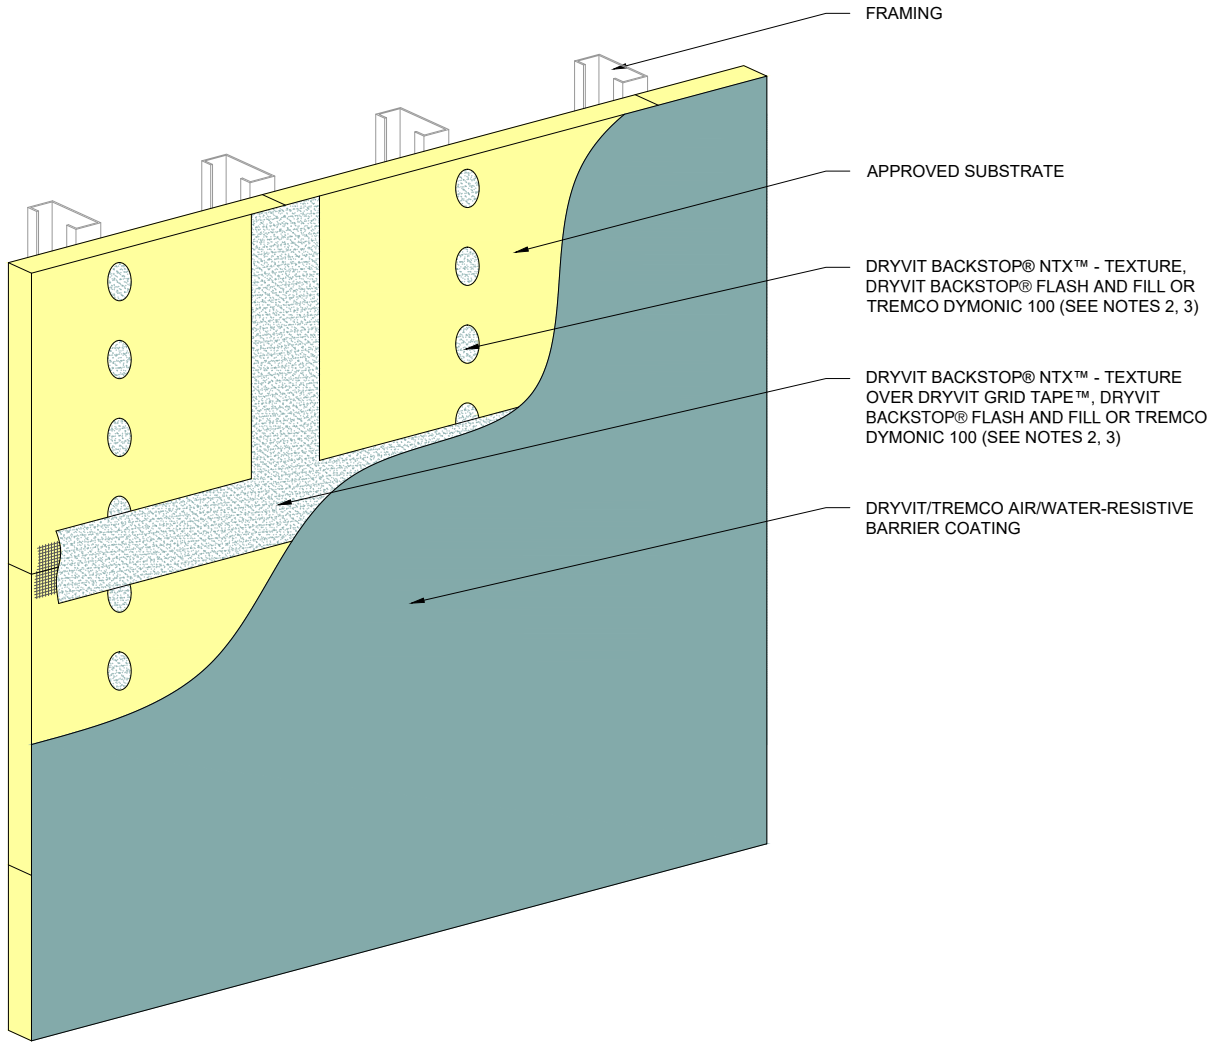 FRAMING
APPROVED SUBSTRATE
DRYVIT BACKSTOP® NTX™ - TEXTURE,
DRYVIT BACKSTOP® FLASH AND FILL OR
TREMCO DYMONIC 100 (SEE NOTES 2, 3)
DRYVIT BACKSTOP® NTX™ - TEXTURE
OVER DRYVIT GRID TAPE™, DRYVIT
BACKSTOP® FLASH AND FILL OR TREMCO
DYMONIC 100 (SEE NOTES 2, 3)
DRYVIT/TREMCO AIR/WATER-RESISTIVE
BARRIER COATING